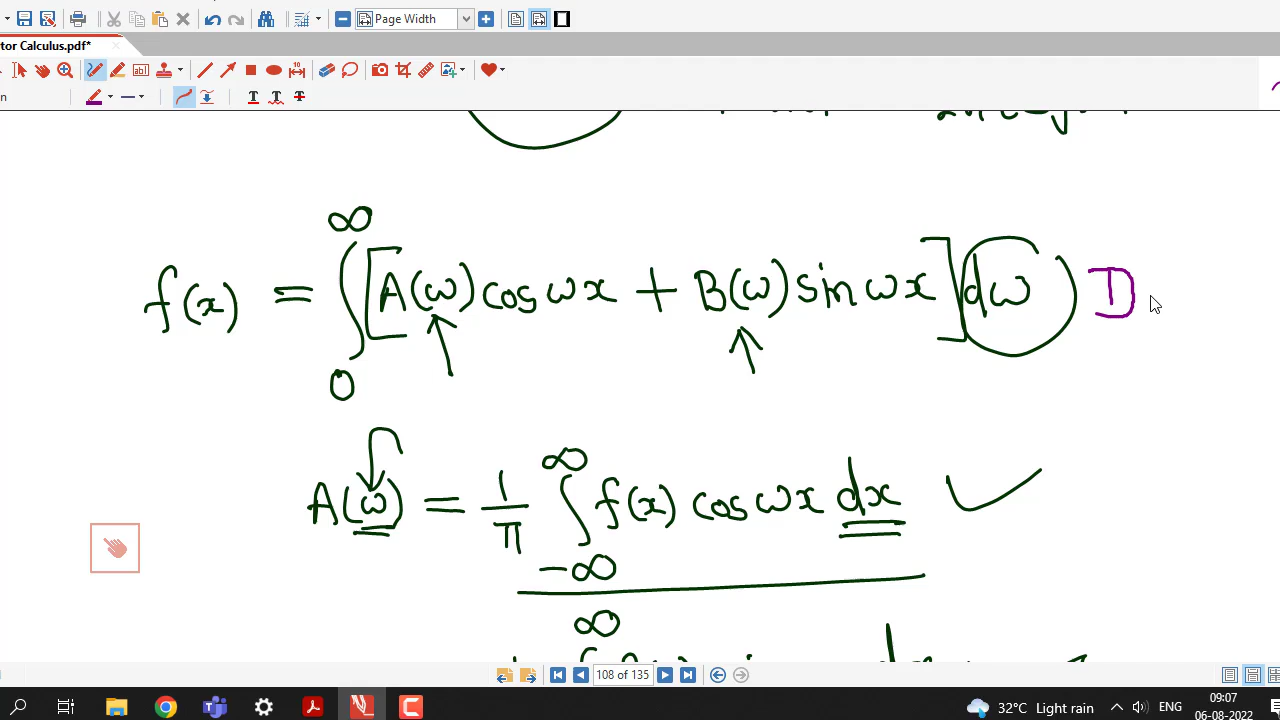 Page Width
tor Calculus.pdf*
f(x) = ∫₀^∞ [A(ω) cos ωx + B(ω) sin ωx] dω ) D
A(ω) = 1/π ∫_{-∞}^{∞} f(x) cos ωx dx
∞
108 of 135
32°C Light rain
ENG
09:07
06-08-2022